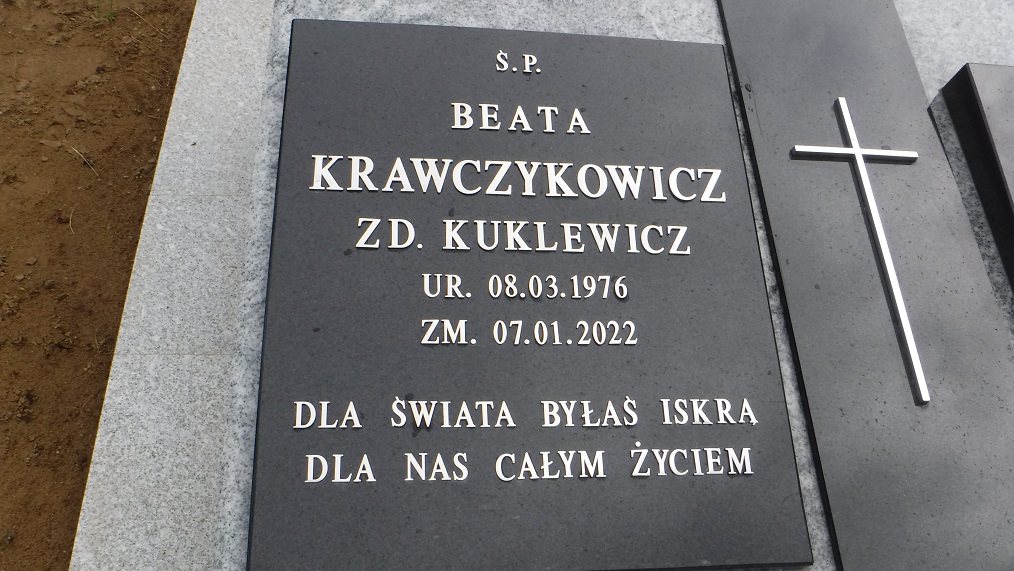 Ś.P.
BEATA
KRAWCZYKOWICZ
ZD. KUKLEWICZ
UR. 08.03.1976
ZM. 07.01.2022
DLA ŚWIATA BYŁAŚ ISKRĄ
DLA NAS CAŁYM ŻYCIEM